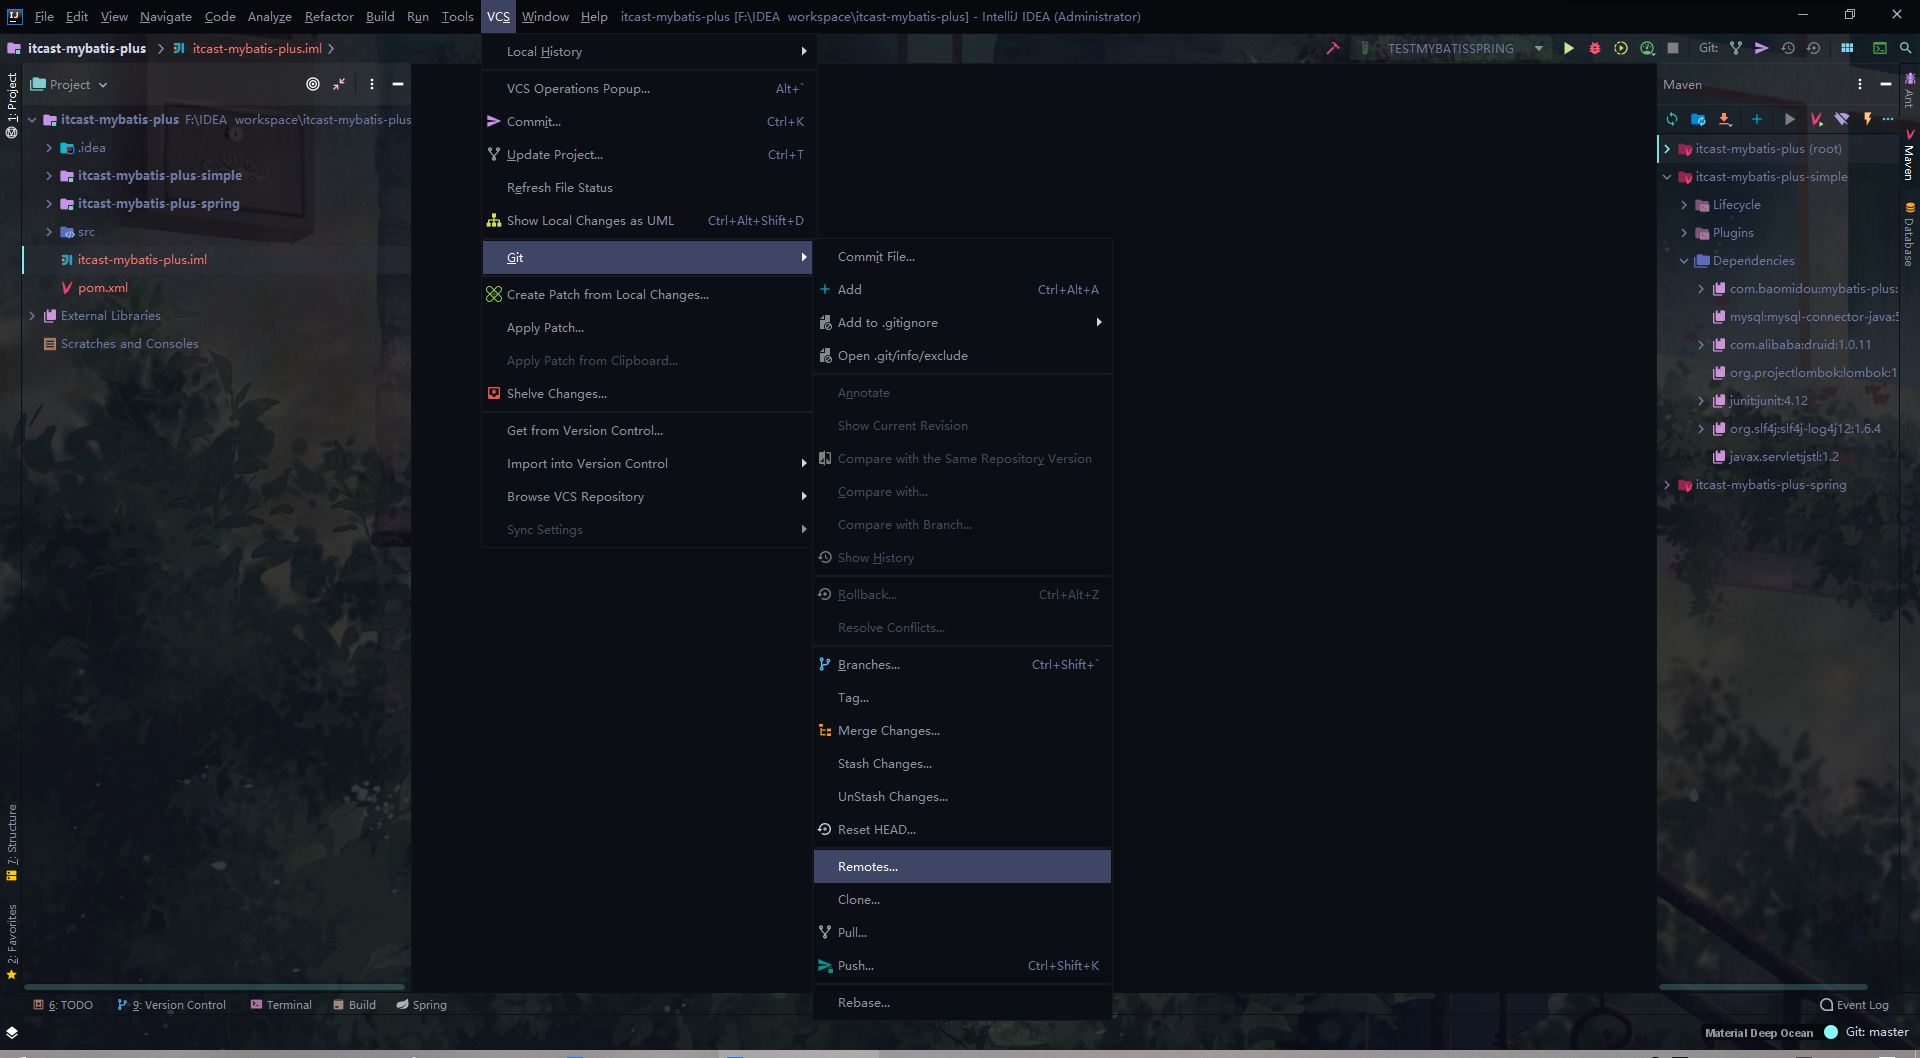 File Edit View Navigate Code Analyze Refactor Build Run Tools VCS Window Help itcast-mybatis-plus [F:\IDEA workspace\itcast-mybatis-plus] - IntelliJ IDEA (Administrator)
itcast-mybatis-plus itcast-mybatis-plus.iml TESTMYBATISSPRING Git:
1: Project
Project
itcast-mybatis-plus F:\IDEA workspace\itcast-mybatis-plus
.idea
itcast-mybatis-plus-simple
itcast-mybatis-plus-spring
src
itcast-mybatis-plus.iml
pom.xml
External Libraries
Scratches and Consoles
7: Structure
2: Favorites
Local History
VCS Operations Popup... Alt+`
Commit... Ctrl+K
Update Project... Ctrl+T
Refresh File Status
Show Local Changes as UML Ctrl+Alt+Shift+D
Git
Create Patch from Local Changes...
Apply Patch...
Apply Patch from Clipboard...
Shelve Changes...
Get from Version Control...
Import into Version Control
Browse VCS Repository
Sync Settings
Commit File...
Add Ctrl+Alt+A
Add to .gitignore
Open .git/info/exclude
Annotate
Show Current Revision
Compare with the Same Repository Version
Compare with...
Compare with Branch...
Show History
Rollback... Ctrl+Alt+Z
Resolve Conflicts...
Branches... Ctrl+Shift+`
Tag...
Merge Changes...
Stash Changes...
UnStash Changes...
Reset HEAD...
Remotes...
Clone...
Pull...
Push... Ctrl+Shift+K
Rebase...
Maven
itcast-mybatis-plus (root)
itcast-mybatis-plus-simple
Lifecycle
Plugins
Dependencies
com.baomidou:mybatis-plus:
mysql:mysql-connector-java:5
com.alibaba:druid:1.0.11
org.projectlombok:lombok:1
junit:junit:4.12
org.slf4j:slf4j-log4j12:1.6.4
javax.servlet:jstl:1.2
itcast-mybatis-plus-spring
Ant
Maven
Database
6: TODO 9: Version Control Terminal Build Spring Event Log
Material Deep Ocean Git: master